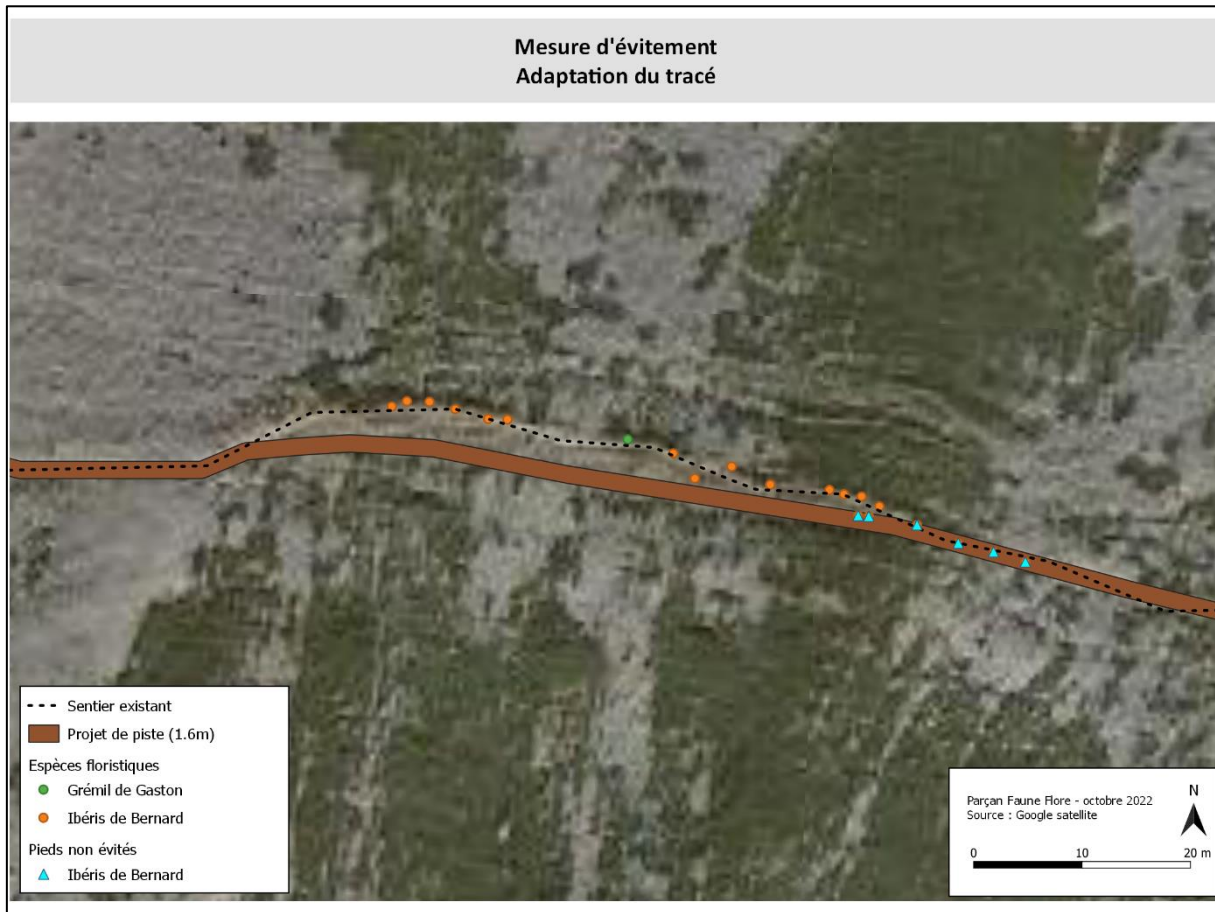 Mesure d'évitement
Adaptation du tracé
Sentier existant
Projet de piste (1.6m)
Espèces floristiques
Grémil de Gaston
Ibéris de Bernard
Pieds non évités
Ibéris de Bernard
Parçan Faune Flore - octobre 2022
Source : Google satellite
N
0 10 20 m